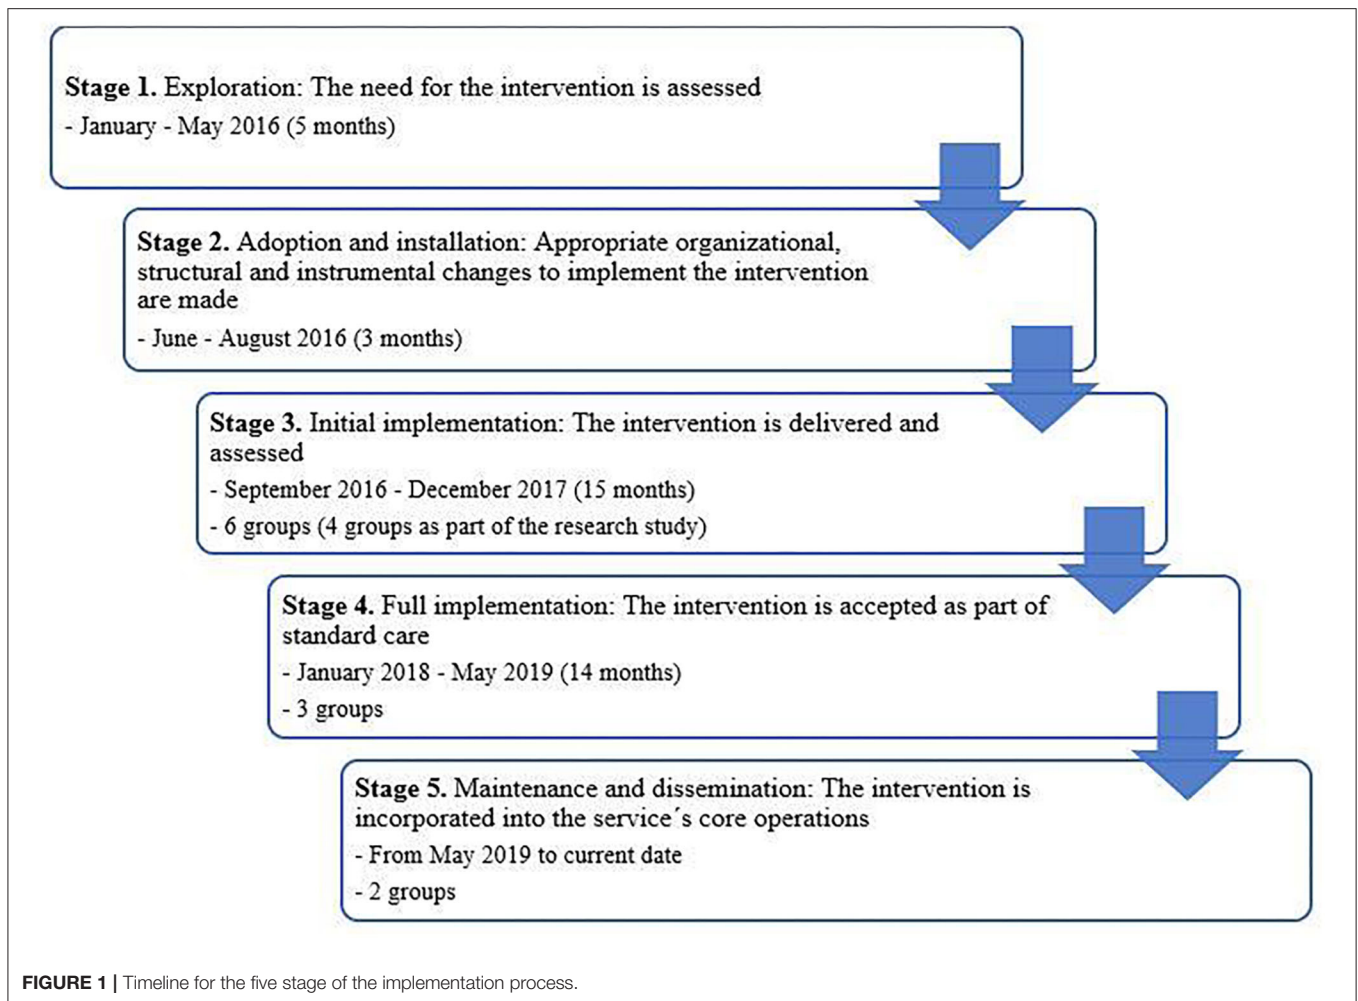 Stage 1. Exploration: The need for the intervention is assessed
- January - May 2016 (5 months)
Stage 2. Adoption and installation: Appropriate organizational,
structural and instrumental changes to implement the intervention
are made
- June - August 2016 (3 months)
Stage 3. Initial implementation: The intervention is delivered and
assessed
- September 2016 - December 2017 (15 months)
- 6 groups (4 groups as part of the research study)
Stage 4. Full implementation: The intervention is accepted as part of
standard care
- January 2018 - May 2019 (14 months)
- 3 groups
Stage 5. Maintenance and dissemination: The intervention is
incorporated into the service´s core operations
- From May 2019 to current date
- 2 groups
FIGURE 1 | Timeline for the five stage of the implementation process.